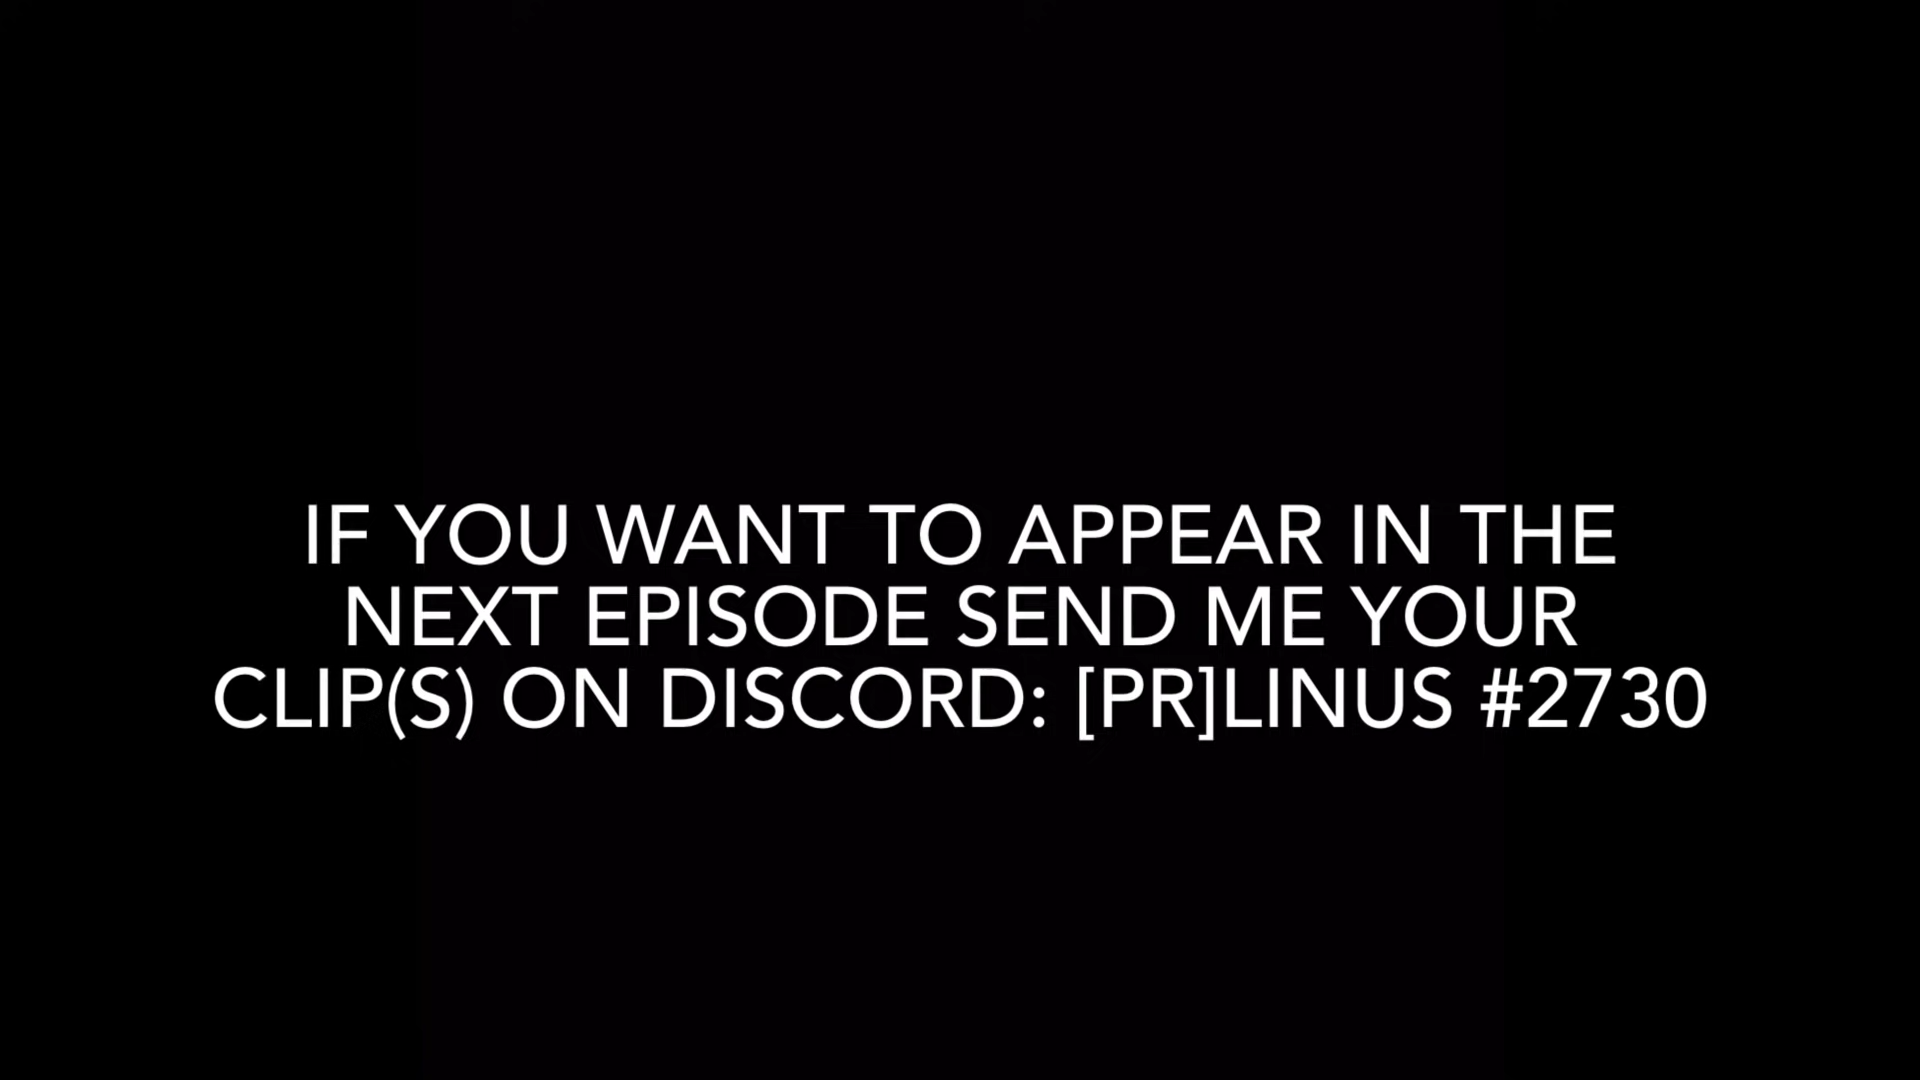 IF YOU WANT TO APPEAR IN THE
NEXT EPISODE SEND ME YOUR
CLIP(S) ON DISCORD: [PR]LINUS #2730